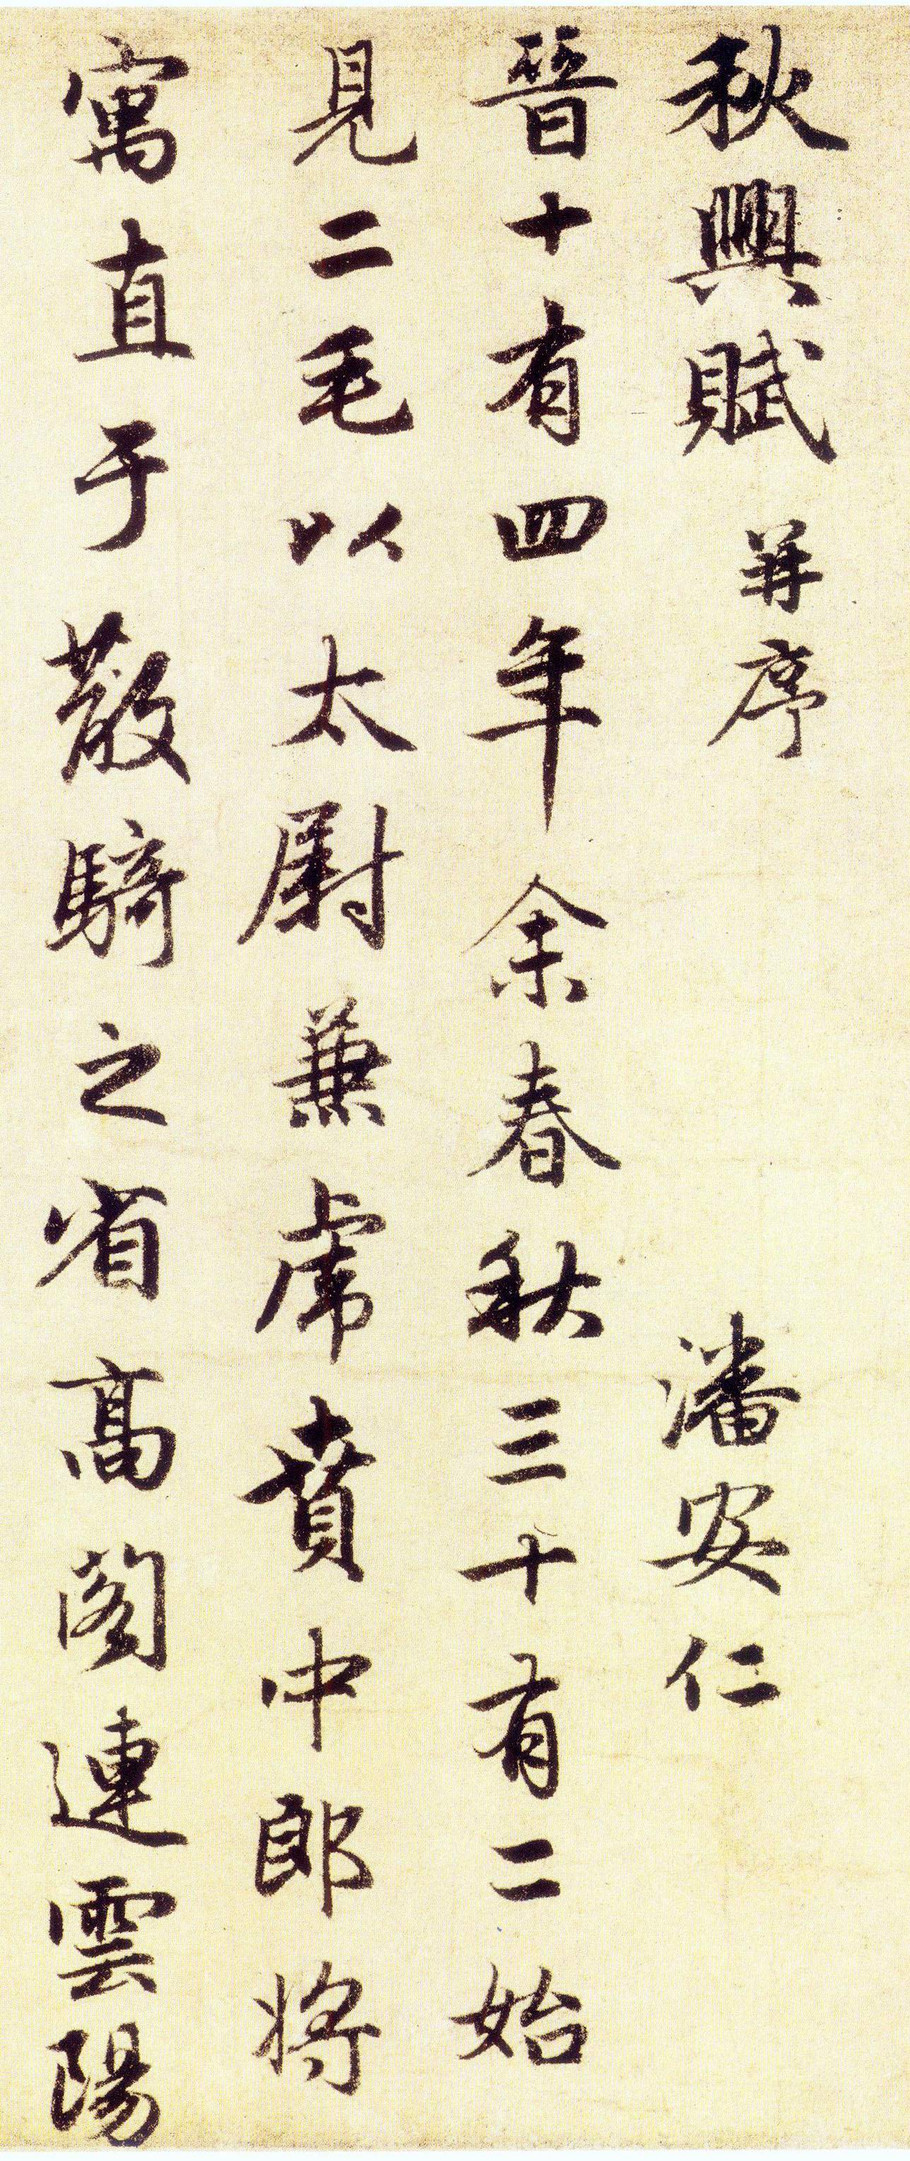 秋興賦 并序 潘安仁
晉十有四年余春秋三十有二始
見二毛以太尉兼虎賁中郎將
寓直于散騎之省高閣連雲陽